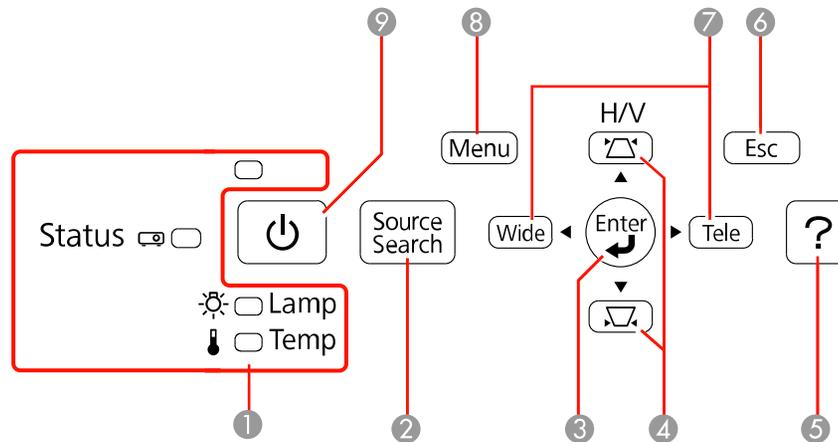 9
8
7
6
H/V
Menu
Esc
Status
Source
Search
Wide
Enter
Tele
?
Lamp
Temp
1
2
3
4
5